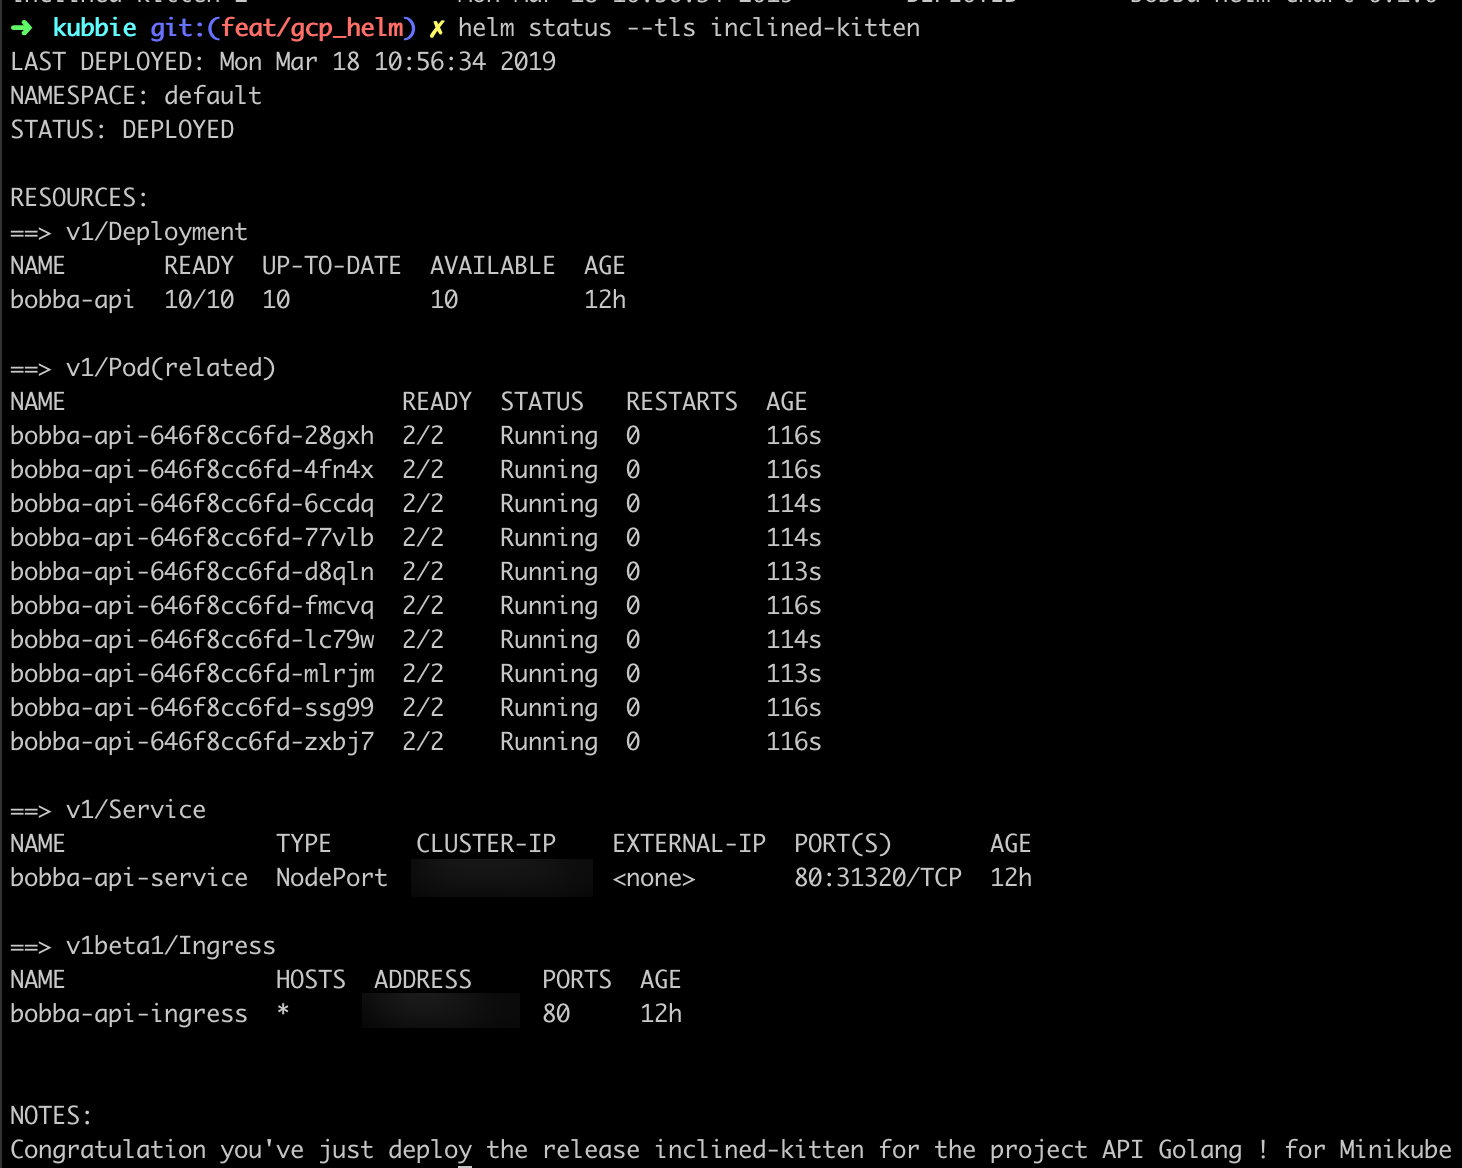 ➜ kubbie git:(feat/gcp_helm) ✗ helm status --tls inclined-kitten
LAST DEPLOYED: Mon Mar 18 10:56:34 2019
NAMESPACE: default
STATUS: DEPLOYED
RESOURCES:
==> v1/Deployment
NAME READY UP-TO-DATE AVAILABLE AGE
bobba-api 10/10 10 10 12h
==> v1/Pod(related)
NAME READY STATUS RESTARTS AGE
bobba-api-646f8cc6fd-28gxh 2/2 Running 0 116s
bobba-api-646f8cc6fd-4fn4x 2/2 Running 0 116s
bobba-api-646f8cc6fd-6ccdq 2/2 Running 0 114s
bobba-api-646f8cc6fd-77vlb 2/2 Running 0 114s
bobba-api-646f8cc6fd-d8qln 2/2 Running 0 113s
bobba-api-646f8cc6fd-fmcvq 2/2 Running 0 116s
bobba-api-646f8cc6fd-lc79w 2/2 Running 0 114s
bobba-api-646f8cc6fd-mlrjm 2/2 Running 0 113s
bobba-api-646f8cc6fd-ssg99 2/2 Running 0 116s
bobba-api-646f8cc6fd-zxbj7 2/2 Running 0 116s
==> v1/Service
NAME TYPE CLUSTER-IP EXTERNAL-IP PORT(S) AGE
bobba-api-service NodePort <none> 80:31320/TCP 12h
==> v1beta1/Ingress
NAME HOSTS ADDRESS PORTS AGE
bobba-api-ingress * 80 12h
NOTES:
Congratulation you've just deploy the release inclined-kitten for the project API Golang ! for Minikube